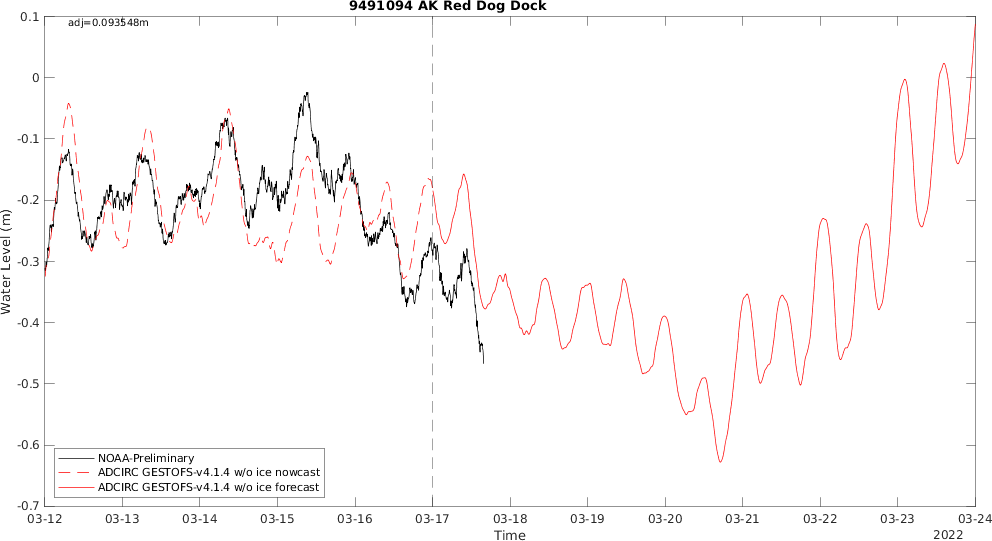 9491094 AK Red Dog Dock
adj=0.093548m
0.1
0
-0.1
-0.2
-0.3
-0.4
-0.5
-0.6
-0.7
Water Level (m)
NOAA-Preliminary
ADCIRC GESTOFS-v4.1.4 w/o ice nowcast
ADCIRC GESTOFS-v4.1.4 w/o ice forecast
03-12 03-13 03-14 03-15 03-16 03-17 03-18 03-19 03-20 03-21 03-22 03-23 03-24
Time
2022